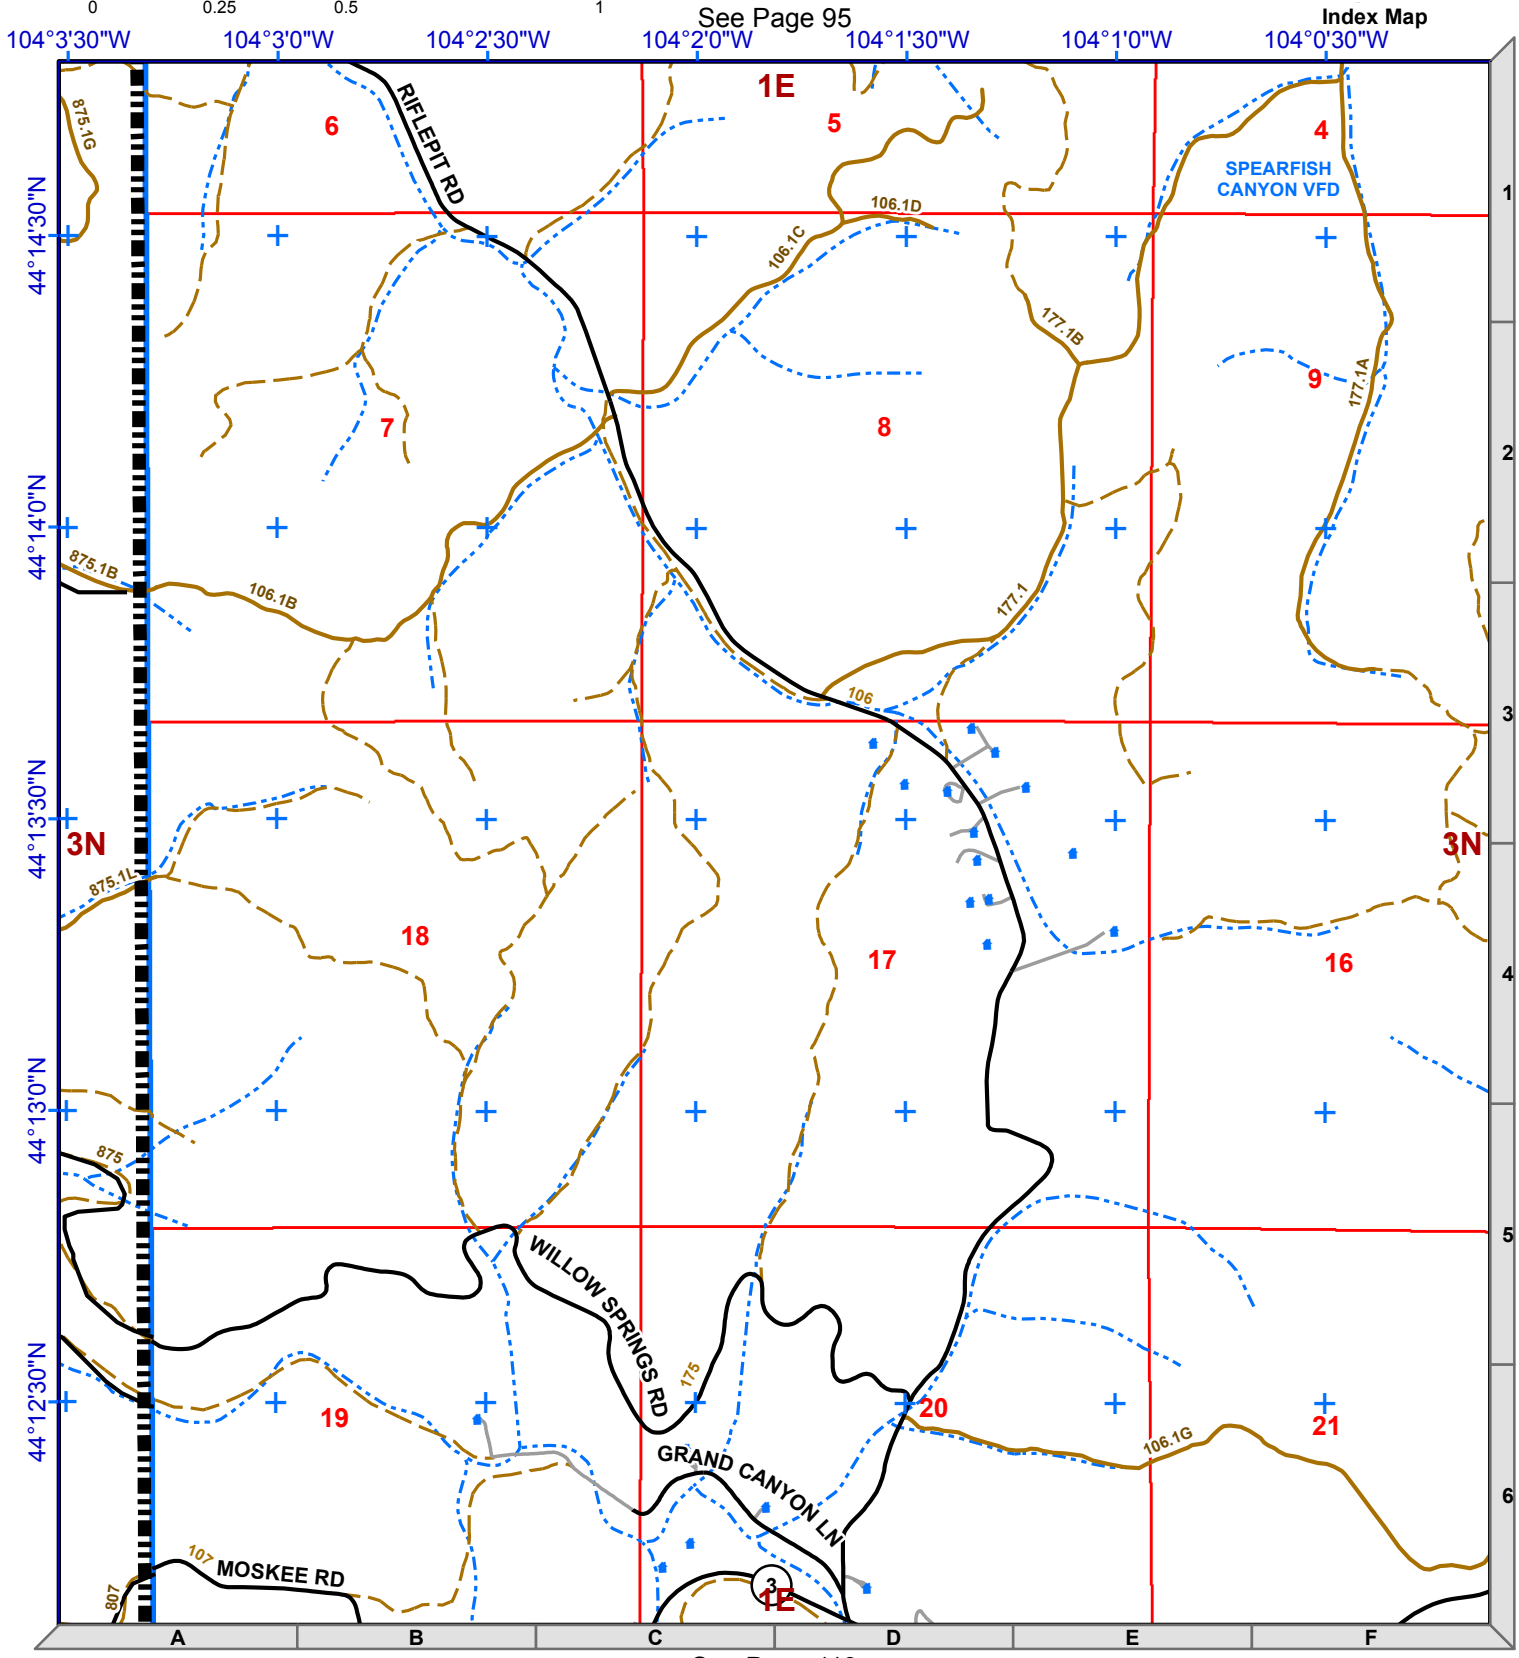 0 0.25 0.5 1
See Page 95
Index Map
104°3'30"W 104°3'0"W 104°2'30"W 104°2'0"W 104°1'30"W 104°1'0"W 104°0'30"W
1E
875.1G
6
RIFLEPIT RD
5
4
SPEARFISH
CANYON VFD
1
44°14'30"N
106.1D
106.1C
177.1B
177.1A
9
7
8
2
44°14'0"N
875.1B
106.1B
177.1
106
3
44°13'30"N
3N
3N
875.1L
18
17
16
4
44°13'0"N
875
5
WILLOW SPRINGS RD
175
44°12'30"N
19
20
21
106.1G
GRAND CANYON LN
6
107
MOSKEE RD
807
3
1E
A B C D E F